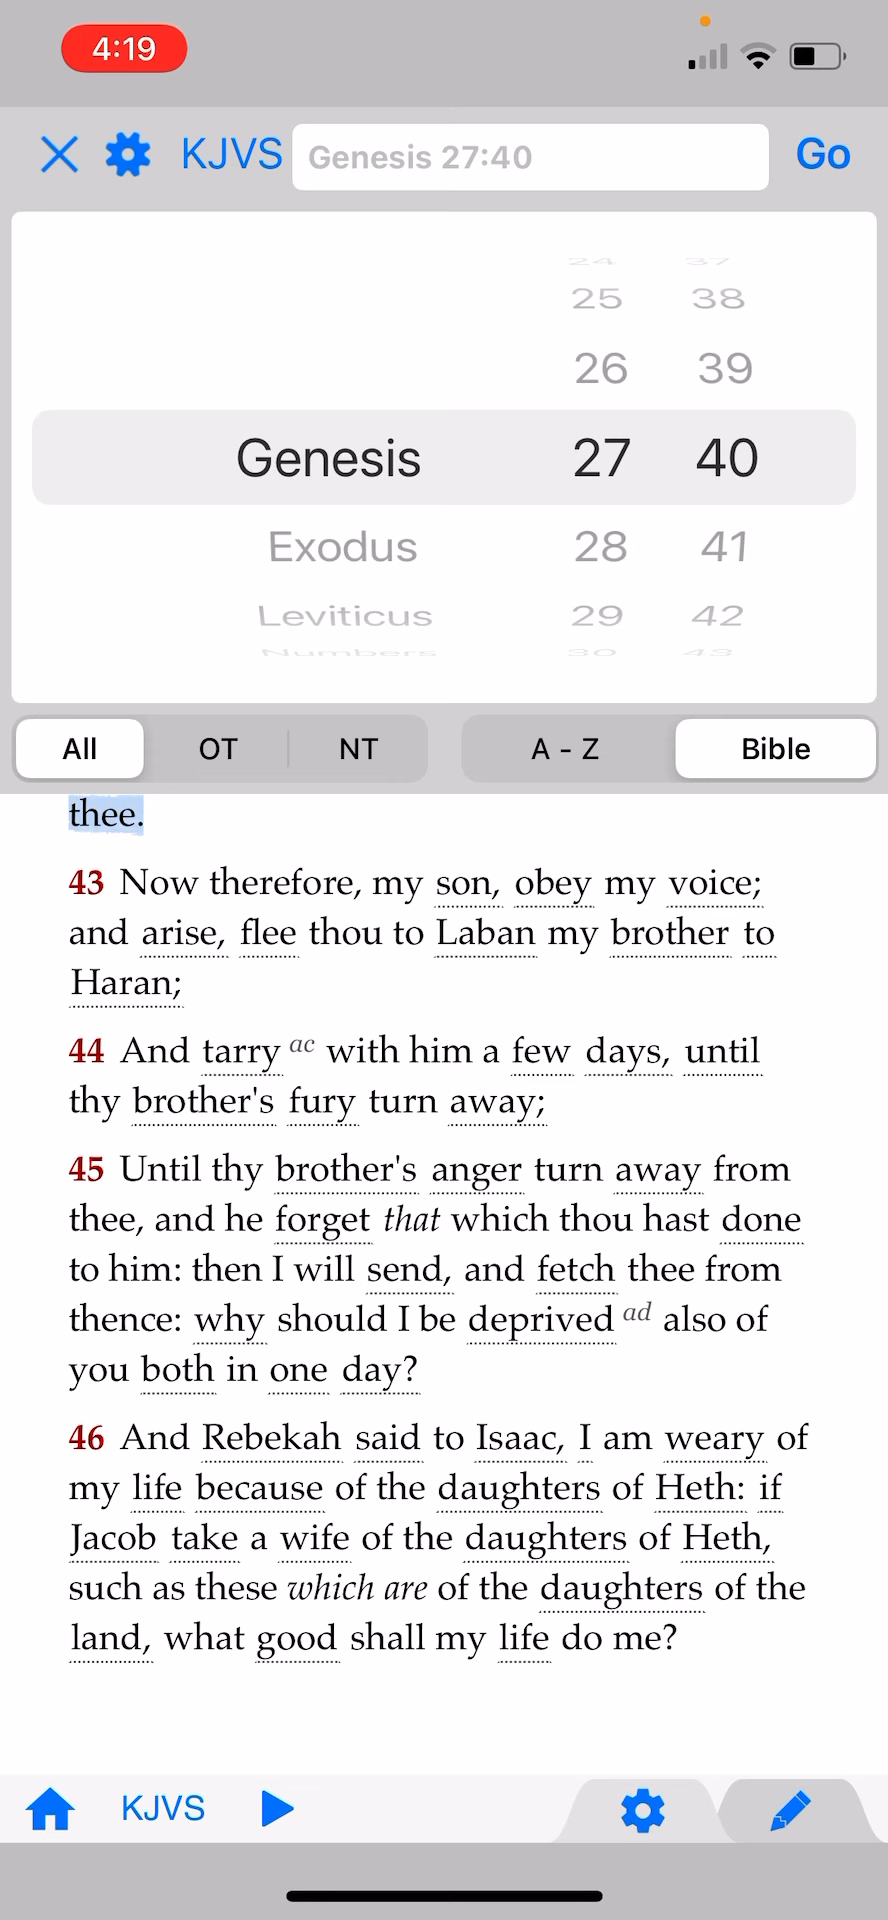 4:19
KJVS Genesis 27:40 Go
24 37
25 38
26 39
Genesis 27 40
Exodus 28 41
Leviticus 29 42
Numbers 30 43
All OT NT A - Z Bible
thee.
43 Now therefore, my son, obey my voice;
and arise, flee thou to Laban my brother to
Haran;
44 And tarry ac with him a few days, until
thy brother's fury turn away;
45 Until thy brother's anger turn away from
thee, and he forget that which thou hast done
to him: then I will send, and fetch thee from
thence: why should I be deprived ad also of
you both in one day?
46 And Rebekah said to Isaac, I am weary of
my life because of the daughters of Heth: if
Jacob take a wife of the daughters of Heth,
such as these which are of the daughters of the
land, what good shall my life do me?
KJVS